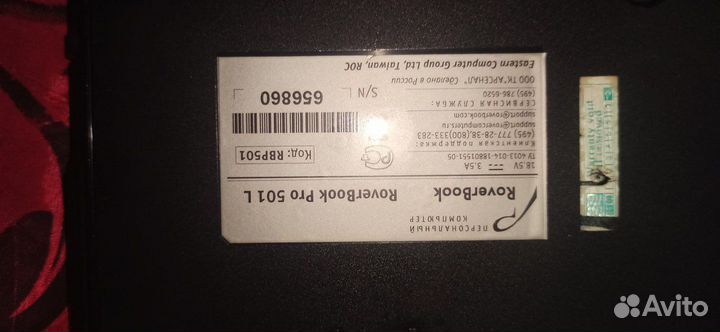 ПЕРСОНАЛЬНЫЙ
КОМПЬЮТЕР
RoverBook
RoverBook Pro 501 L
18.5V 3.5A
ТУ 4013-014-18801551-05
Клиентская поддержка:
(495) 777-28-38,(800)333-283
support@rovercomputers.ru
support@roverbook.com
СЕРВИСНАЯ СЛУЖБА:
(495) 786-6520
ООО ТК"АРСЕНАЛ" Сделано в России
Eastern Computer Group Ltd, Taiwan, ROC
Код: RBP501
S/N L 656860
Avito